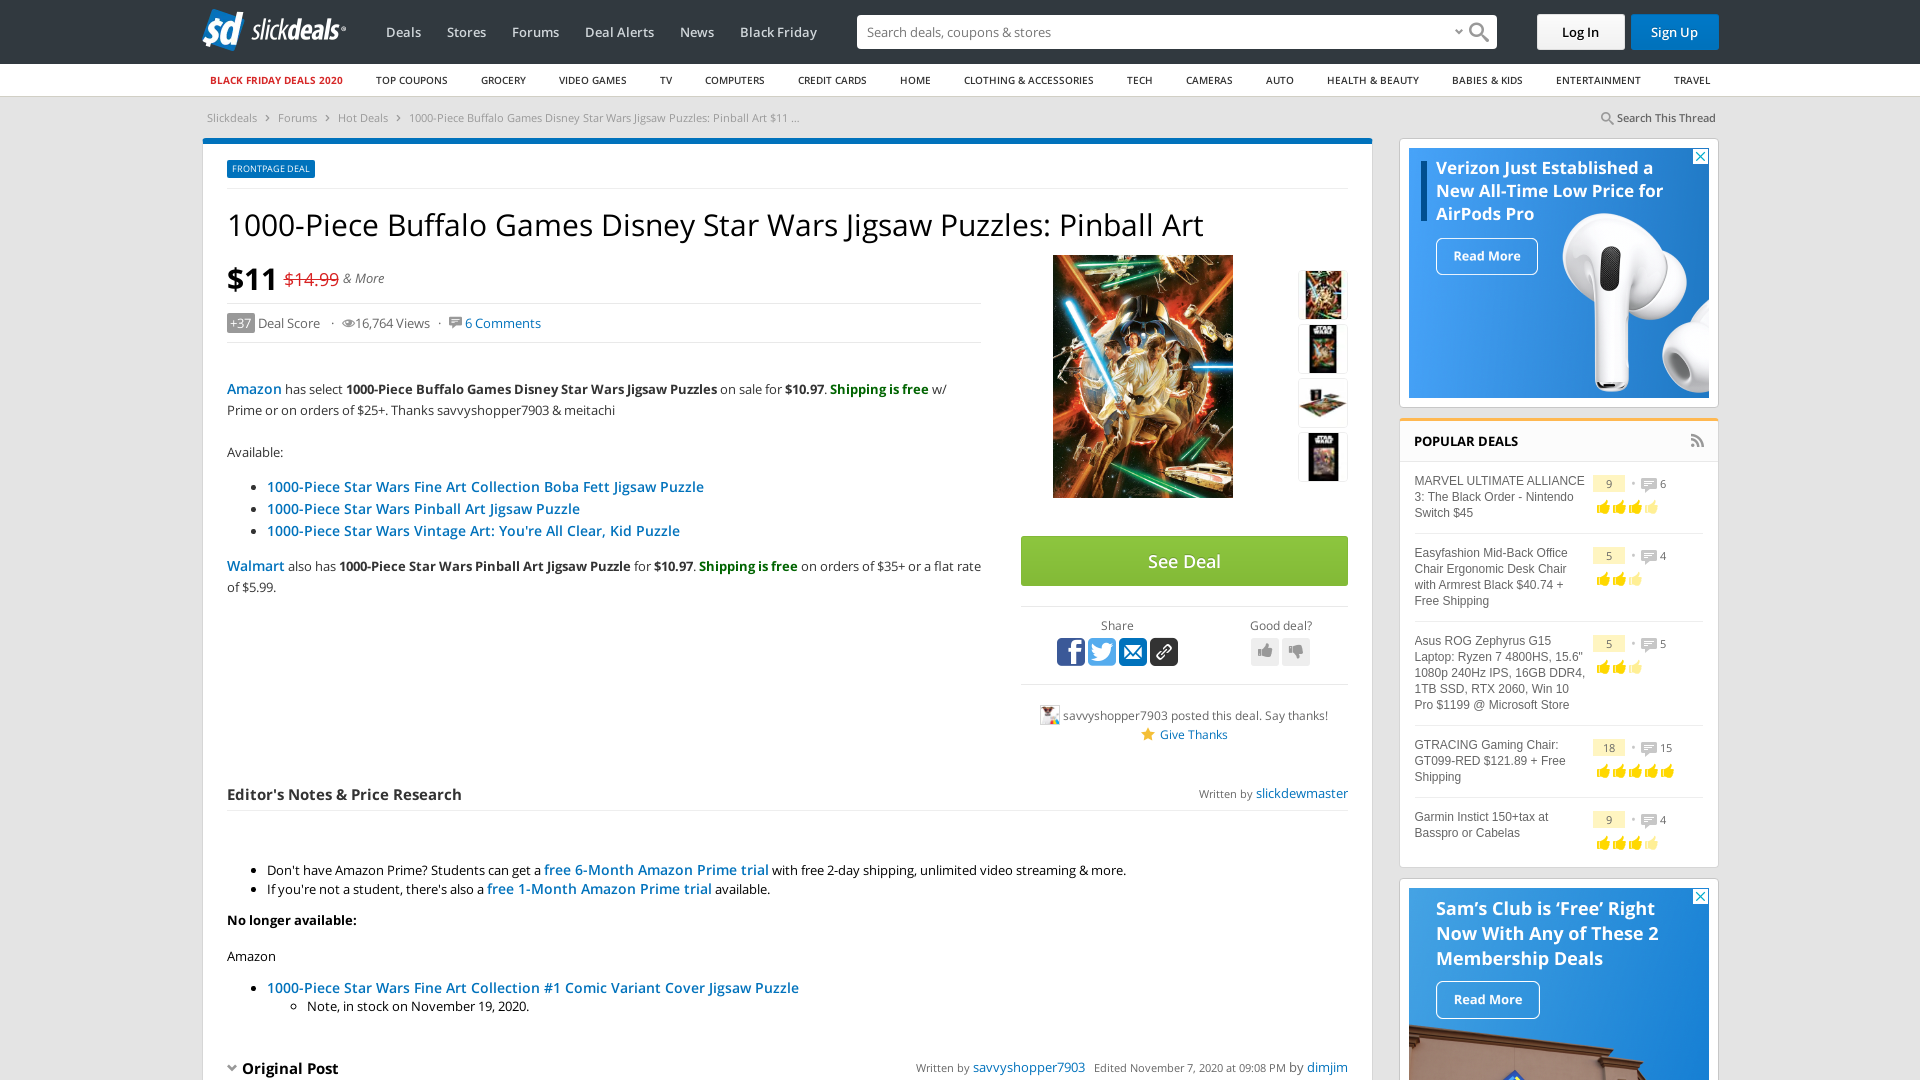 sd slickdeals
Deals Stores Forums Deal Alerts News Black Friday
Search deals, coupons & scores
Log In Sign Up
BLACK FRIDAY DEALS 2020 TOP COUPONS GROCERY VIDEO GAMES TV COMPUTERS CREDIT CARDS HOME CLOTHING & ACCESSORIES TECH CAMERAS AUTO HEALTH & BEAUTY BABIES & KIDS ENTERTAINMENT TRAVEL
Slickdeals > Forums > Hot Deals > 1000-Piece Buffalo Games Disney Star Wars Jigsaw Puzzles: Pinball Art $11 ...
Search This Thread
FRONTPAGE DEAL
1000-Piece Buffalo Games Disney Star Wars Jigsaw Puzzles: Pinball Art
$11 $14.99 & More
+37 Deal Score · 16,764 Views · 6 Comments
Amazon has select 1000-Piece Buffalo Games Disney Star Wars Jigsaw Puzzles on sale for $10.97. Shipping is free w/
Prime or on orders of $25+. Thanks savvyshopper7903 & meitachi
Available:
1000-Piece Star Wars Fine Art Collection Boba Fett Jigsaw Puzzle
1000-Piece Star Wars Pinball Art Jigsaw Puzzle
1000-Piece Star Wars Vintage Art: You're All Clear, Kid Puzzle
Walmart also has 1000-Piece Star Wars Pinball Art Jigsaw Puzzle for $10.97. Shipping is free on orders of $35+ or a flat rate
of $5.99.
See Deal
Share
Good deal?
savvyshopper7903 posted this deal. Say thanks!
Give Thanks
Editor's Notes & Price Research
Written by slickdewmaster
Don't have Amazon Prime? Students can get a free 6-Month Amazon Prime trial with free 2-day shipping, unlimited video streaming & more.
If you're not a student, there's also a free 1-Month Amazon Prime trial available.
No longer available:
Amazon
1000-Piece Star Wars Fine Art Collection #1 Comic Variant Cover Jigsaw Puzzle
Note, in stock on November 19, 2020.
Original Post
Written by savvyshopper7903 Edited November 7, 2020 at 09:08 PM by dimjim
Verizon Just Established a
New All-Time Low Price for
AirPods Pro
Read More
POPULAR DEALS
MARVEL ULTIMATE ALLIANCE
3: The Black Order - Nintendo
Switch $45
9 • 6
Easyfashion Mid-Back Office
Chair Ergonomic Desk Chair
with Armrest Black $40.74 +
Free Shipping
5 • 4
Asus ROG Zephyrus G15
Laptop: Ryzen 7 4800HS, 15.6"
1080p 240Hz IPS, 16GB DDR4,
1TB SSD, RTX 2060, Win 10
Pro $1199 @ Microsoft Store
5 • 5
GTRACING Gaming Chair:
GT099-RED $121.89 + Free
Shipping
18 • 15
Garmin Instict 150+tax at
Basspro or Cabelas
9 • 4
Sam's Club is ‘Free’ Right
Now With Any of These 2
Membership Deals
Read More